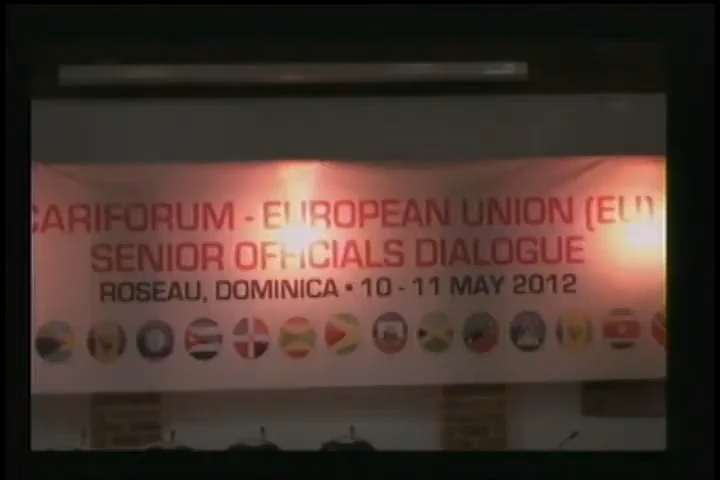 CARIFORUM - EUROPEAN UNION (EU)
SENIOR OFFICIALS DIALOGUE
ROSEAU, DOMINICA • 10 - 11 MAY 2012